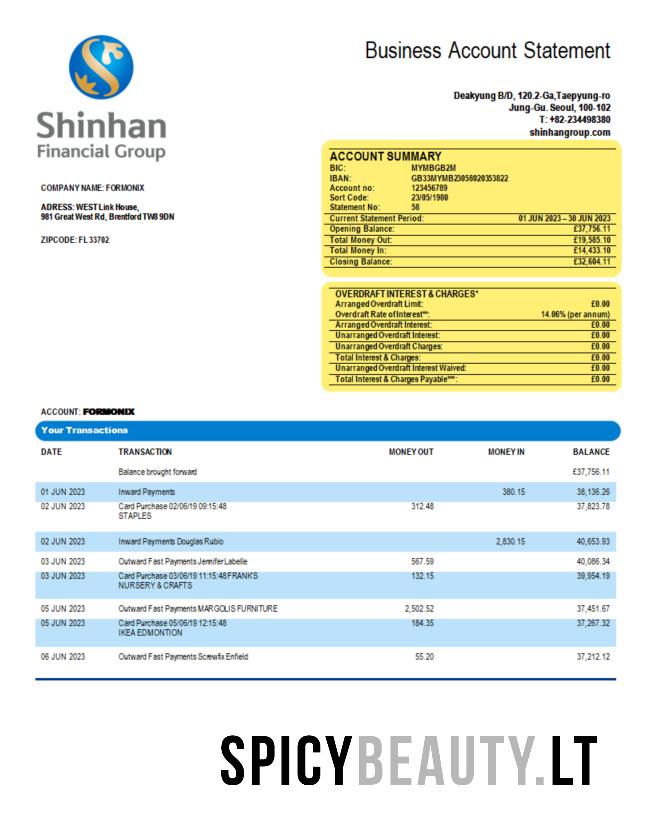 Business Account Statement
Shinhan
Financial Group
Deakyung B/D, 120.2-Ga,Taepyung-ro
Jung-Gu. Seoul, 100-102
T: +82-234498380
shinhangroup.com
COMPANY NAME: FORMONIX
ADRESS: WEST Link House,
981 Great West Rd, Brentford TW8 9DN
ZIPCODE: FL 33702
ACCOUNT SUMMARY
BIC: MYMBGB2M
IBAN: GB33MYMB23058020353822
Account no: 123456789
Sort Code: 23/05/1980
Statement No: 58
Current Statement Period: 01 JUN 2023 – 30 JUN 2023
Opening Balance: £37,756.11
Total Money Out: £19,585.10
Total Money In: £14,433.10
Closing Balance: £32,604.11
OVERDRAFT INTEREST & CHARGES*
Arranged Overdraft Limit: £0.00
Overdraft Rate of Interest**: 14.06% (per annum)
Arranged Overdraft Interest: £0.00
Unarranged Overdraft Interest: £0.00
Unarranged Overdraft Charges: £0.00
Total Interest & Charges: £0.00
Unarranged Overdraft Interest Waived: £0.00
Total Interest & Charges Payable***: £0.00
ACCOUNT: FORMONIX
Your Transactions
DATE TRANSACTION MONEY OUT MONEY IN BALANCE
Balance brought forward £37,756.11
01 JUN 2023 Inward Payments 380.15 38,136.26
02 JUN 2023 Card Purchase 02/06/19 09:15:48 312.48 37,823.78
STAPLES
02 JUN 2023 Inward Payments Douglas Rubio 2,830.15 40,653.93
03 JUN 2023 Outward Fast Payments Jennifer Labelle 567.59 40,086.34
03 JUN 2023 Card Purchase 03/06/19 11:15:48 FRANKS 132.15 39,954.19
NURSERY & CRAFTS
05 JUN 2023 Outward Fast Payments MARGOLIS FURNITURE 2,502.52 37,451.67
05 JUN 2023 Card Purchase 05/06/19 12:15:48 184.35 37,267.32
IKEA EDMONTION
06 JUN 2023 Outward Fast Payments Screwfix Enfield 55.20 37,212.12
SPICYBEAUTY.LT